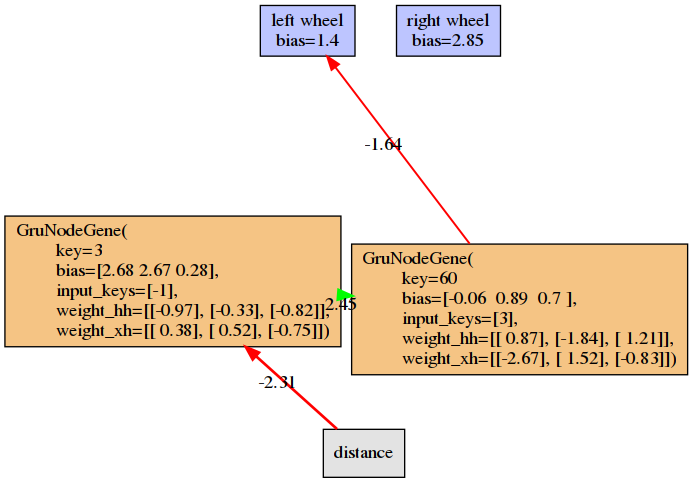 left wheel
bias=1.4
right wheel
bias=2.85
-1.64
GruNodeGene(
key=3
bias=[2.68 2.67 0.28],
input_keys=[-1],
weight_hh=[[-0.97], [-0.33], [-0.82]],
weight_xh=[[ 0.38], [ 0.52], [-0.75]])
2.45
GruNodeGene(
key=60
bias=[-0.06  0.89  0.7 ],
input_keys=[3],
weight_hh=[[ 0.87], [-1.84], [ 1.21]],
weight_xh=[[-2.67], [ 1.52], [-0.83]])
-2.31
distance